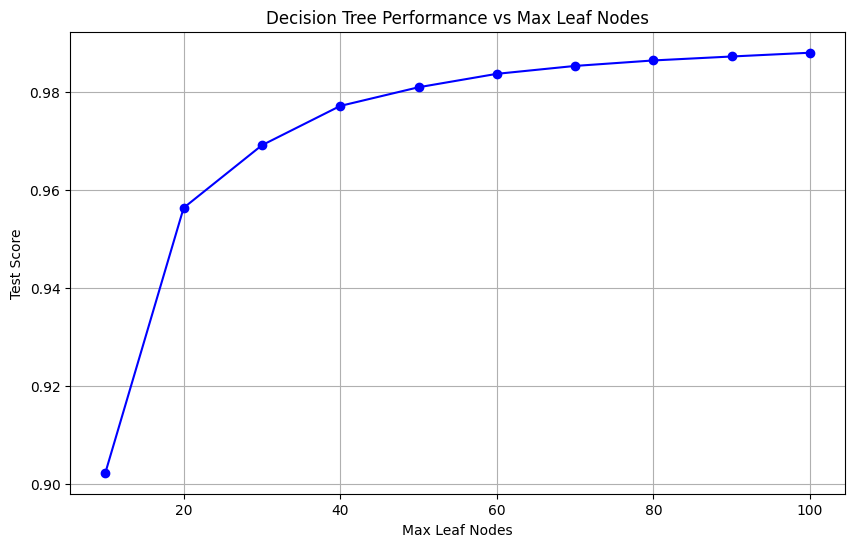 Decision Tree Performance vs Max Leaf Nodes
Test Score
0.98
0.96
0.94
0.92
0.90
20 40 60 80 100
Max Leaf Nodes